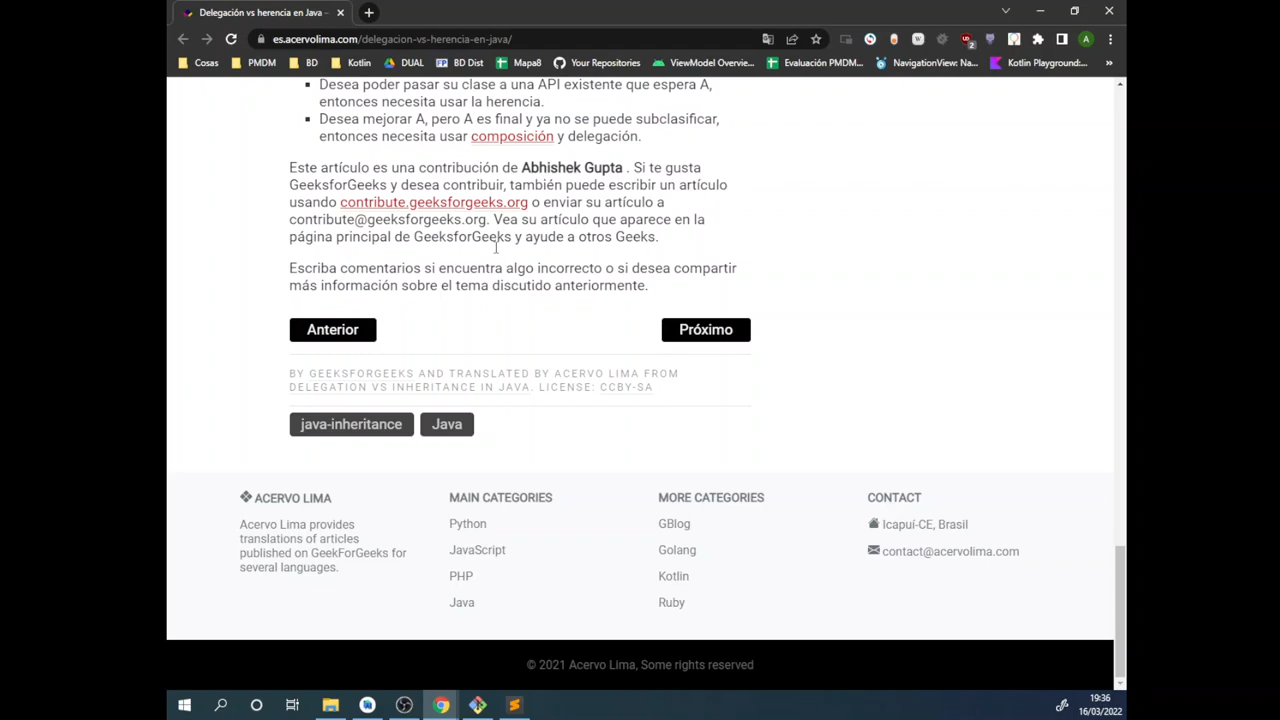 Delegación vs herencia en Java –
es.acervolima.com/delegacion-vs-herencia-en-java/
Cosas PMDM BD Kotlin DUAL BD Dist Mapa8 Your Repositories ViewModel Overvie... Evaluación PMDM... NavigationView: Na... Kotlin Playground:... »
Desea poder pasar su clase a una API existente que espera A,
entonces necesita usar la herencia.
Desea mejorar A, pero A es final y ya no se puede subclasificar,
entonces necesita usar composición y delegación.
Este artículo es una contribución de Abhishek Gupta . Si te gusta
GeeksforGeeks y desea contribuir, también puede escribir un artículo
usando contribute.geeksforgeeks.org o enviar su artículo a
contribute@geeksforgeeks.org. Vea su artículo que aparece en la
página principal de GeeksforGeeks y ayude a otros Geeks.
Escriba comentarios si encuentra algo incorrecto o si desea compartir
más información sobre el tema discutido anteriormente.
Anterior Próximo
BY GEEKSFORGEEKS AND TRANSLATED BY ACERVO LIMA FROM
DELEGATION VS INHERITANCE IN JAVA. LICENSE: CCBY-SA
java-inheritance Java
ACERVO LIMA
Acervo Lima provides
translations of articles
published on GeekForGeeks for
several languages.
MAIN CATEGORIES
Python
JavaScript
PHP
Java
MORE CATEGORIES
GBlog
Golang
Kotlin
Ruby
CONTACT
Icapuí-CE, Brasil
contact@acervolima.com
© 2021 Acervo Lima, Some rights reserved
19:36
16/03/2022